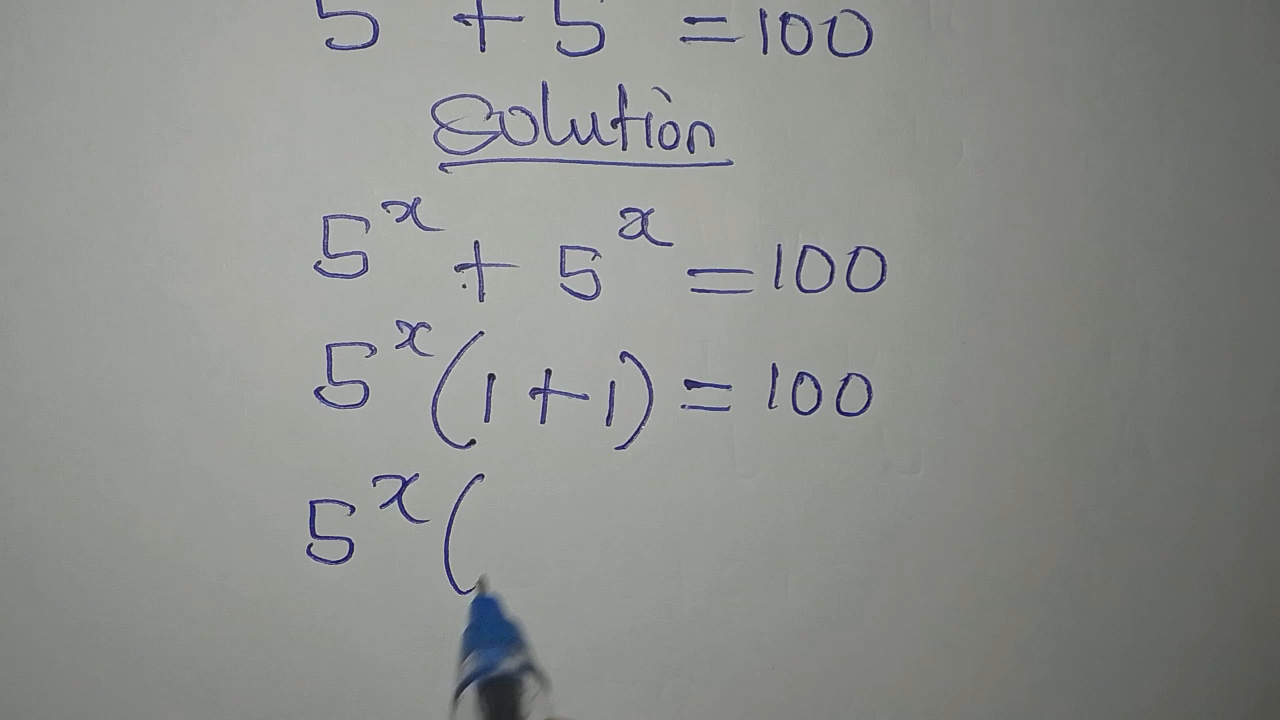 5 + 5 = 100
Solution
5^x + 5^x = 100
5^x(1+1) = 100
5^x(